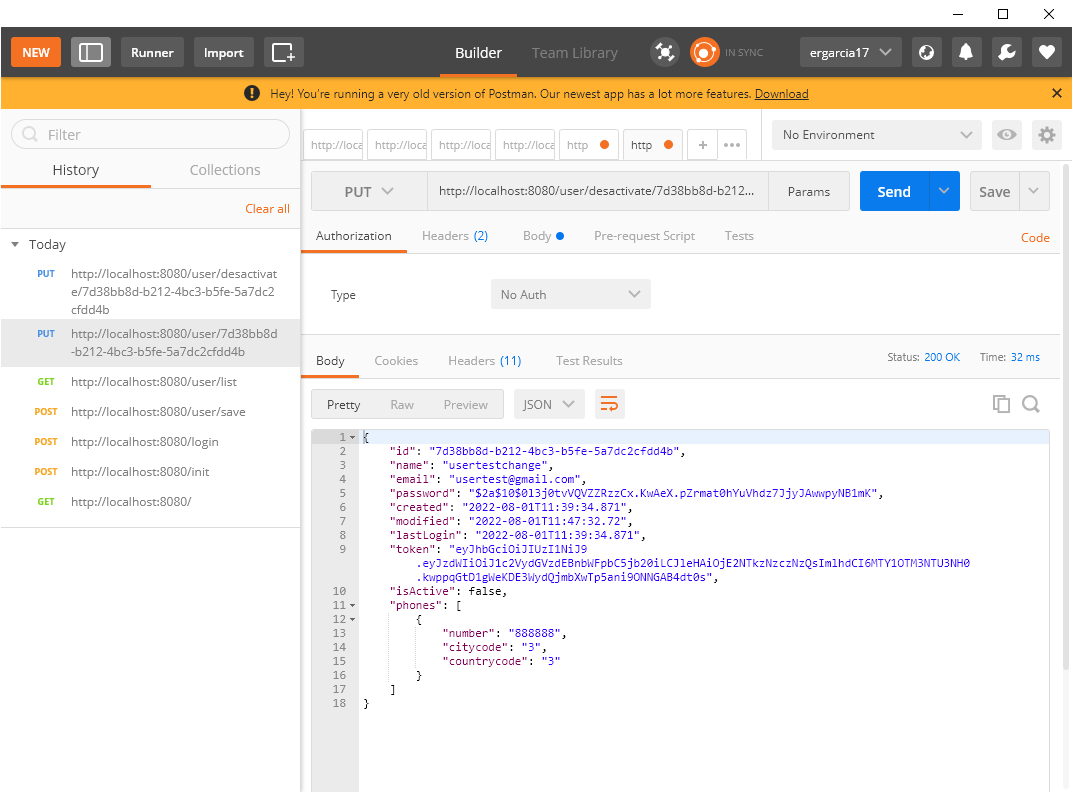 NEW
Runner
Import
Builder
Team Library
IN SYNC
ergarcia17
Hey! You're running a very old version of Postman. Our newest app has a lot more features. Download
Filter
History
Collections
Clear all
Today
PUT http://localhost:8080/user/desactivat
e/7d38bb8d-b212-4bc3-b5fe-5a7dc2
cfdd4b
PUT http://localhost:8080/user/7d38bb8d
-b212-4bc3-b5fe-5a7dc2cfdd4b
GET http://localhost:8080/user/list
POST http://localhost:8080/user/save
POST http://localhost:8080/login
POST http://localhost:8080/init
GET http://localhost:8080/
http://loca http://loca http://loca http://loca http http + •••
No Environment
PUT http://localhost:8080/user/desactivate/7d38bb8d-b212... Params Send Save
Authorization Headers (2) Body Pre-request Script Tests Code
Type No Auth
Body Cookies Headers (11) Test Results Status: 200 OK Time: 32 ms
Pretty Raw Preview JSON
1 {
2 "id": "7d38bb8d-b212-4bc3-b5fe-5a7dc2cfdd4b",
3 "name": "usertestchange",
4 "email": "usertest@gmail.com",
5 "password": "$2a$10$0l3j0tvVQVZZRzzCx.KwAeX.pZrmat0hYuVhdz7JjyJAwwpyNB1mK",
6 "created": "2022-08-01T11:39:34.871",
7 "modified": "2022-08-01T11:47:32.72",
8 "lastLogin": "2022-08-01T11:39:34.871",
9 "token": "eyJhbGciOiJIUzI1NiJ9
.eyJzdWIiOiJ1c2VydGVzdEBnbWFpbC5jb20iLCJleHAiOjE2NTkzNzczNzQsImlhdCI6MTY1OTM3NTU3NH0
.kwppqGtD1gWeKDE3WydQjmbXwTp5ani9ONNGAB4dt0s",
10 "isActive": false,
11 "phones": [
12 {
13 "number": "888888",
14 "citycode": "3",
15 "countrycode": "3"
16 }
17 ]
18 }